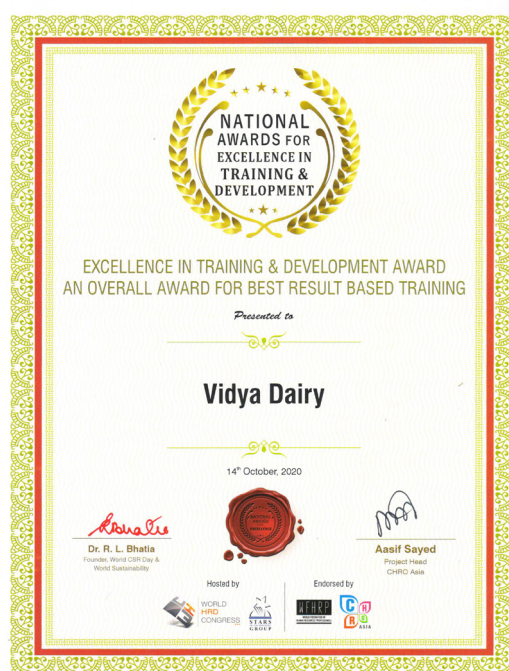 NATIONAL
AWARDS FOR
EXCELLENCE IN
TRAINING &
DEVELOPMENT
EXCELLENCE IN TRAINING & DEVELOPMENT AWARD
AN OVERALL AWARD FOR BEST RESULT BASED TRAINING
Presented to
Vidya Dairy
14th October, 2020
Dr. R. L. Bhatia
Founder, World CSR Day &
World Sustainability
Aasif Sayed
Project Head
CHRO Asia
Hosted by
WORLD
HRD
CONGRESS
STARS
GROUP
Endorsed by
WFHRP
C H
R O
ASIA